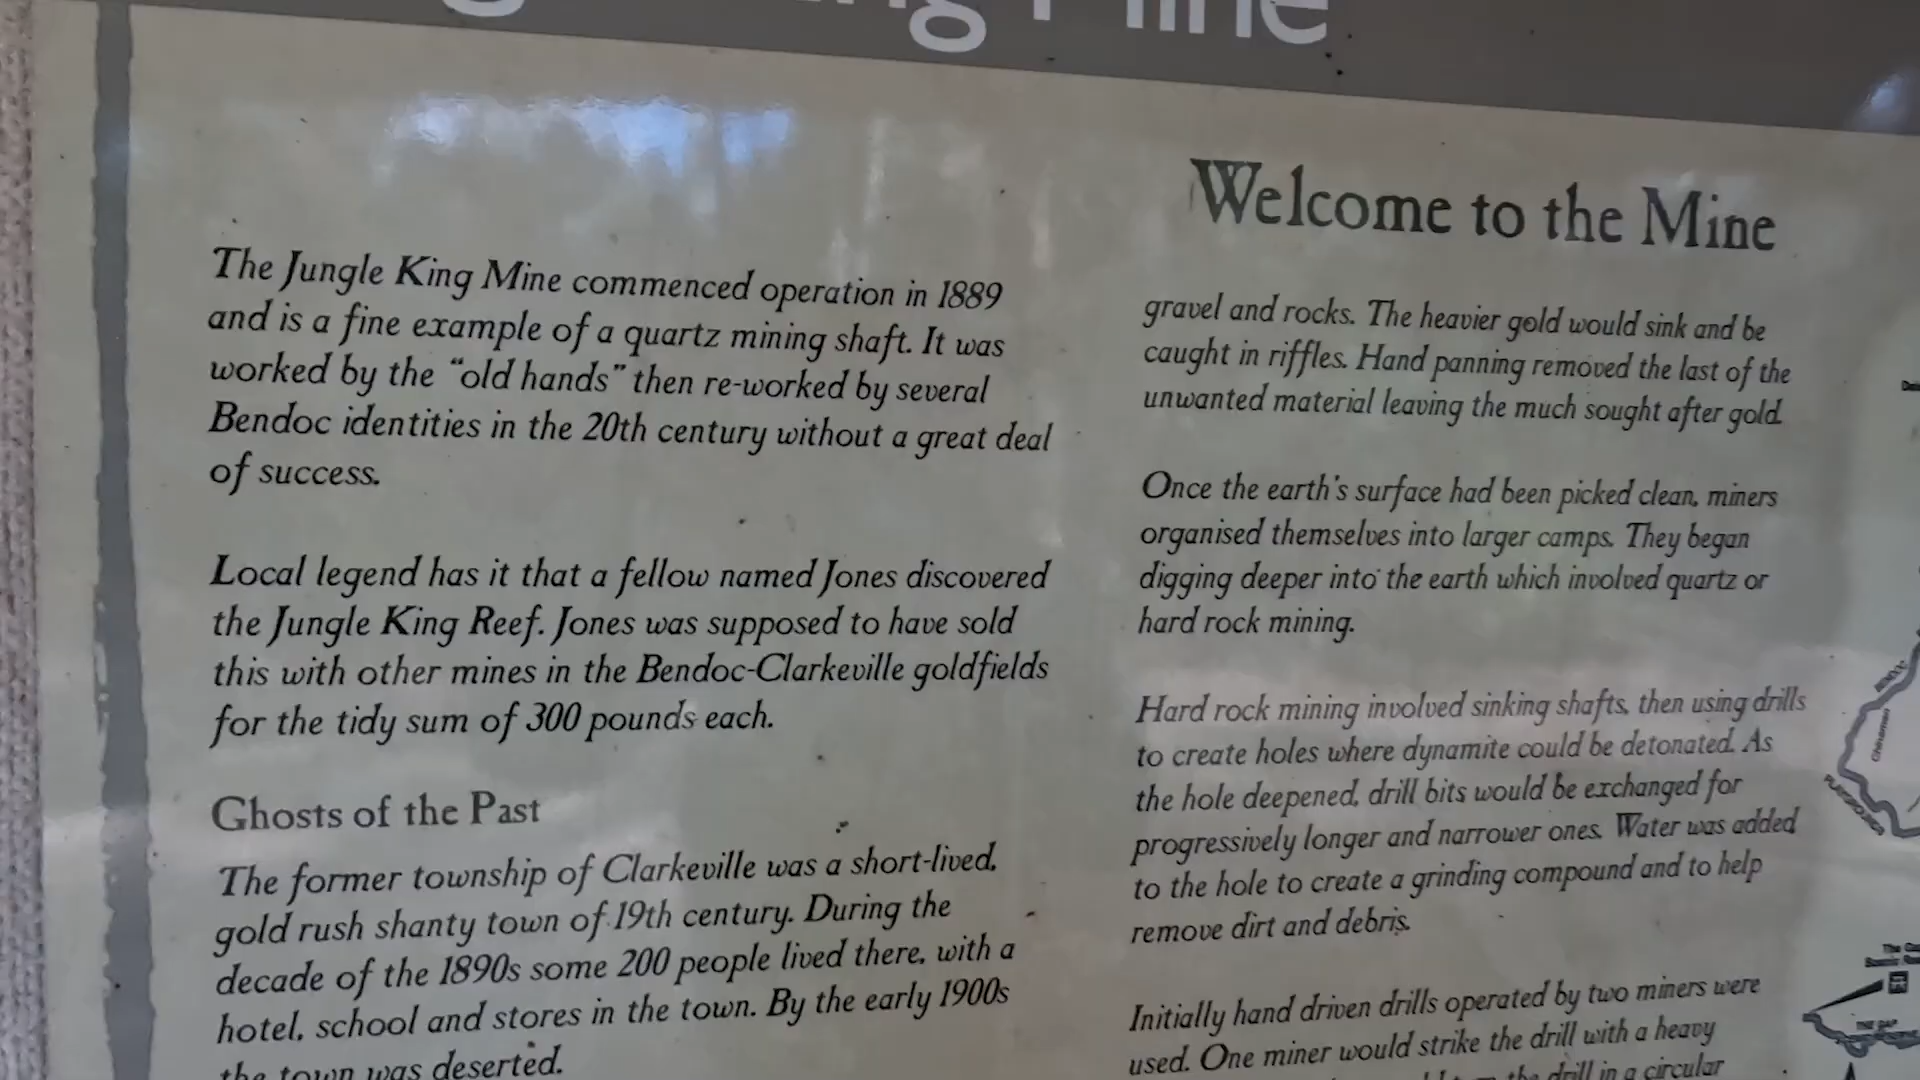 Mine
The Jungle King Mine commenced operation in 1889
and is a fine example of a quartz mining shaft. It was
worked by the “old hands” then re-worked by several
Bendoc identities in the 20th century without a great deal
of success.
Local legend has it that a fellow named Jones discovered
the Jungle King Reef. Jones was supposed to have sold
this with other mines in the Bendoc-Clarkeville goldfields
for the tidy sum of 300 pounds each.
Ghosts of the Past
The former township of Clarkeville was a short-lived,
gold rush shanty town of 19th century. During the
decade of the 1890s some 200 people lived there, with a
hotel, school and stores in the town. By the early 1900s
the town was deserted.
Welcome to the Mine
gravel and rocks. The heavier gold would sink and be
caught in riffles. Hand panning removed the last of the
unwanted material leaving the much sought after gold.
Once the earth's surface had been picked clean, miners
organised themselves into larger camps. They began
digging deeper into the earth which involved quartz or
hard rock mining.
Hard rock mining involved sinking shafts, then using drills
to create holes where dynamite could be detonated. As
the hole deepened, drill bits would be exchanged for
progressively longer and narrower ones. Water was added
to the hole to create a grinding compound and to help
remove dirt and debris.
Initially hand driven drills operated by two miners were
used. One miner would strike the drill with a heavy
the drill in a circular
BENDOC
The
THE GAP